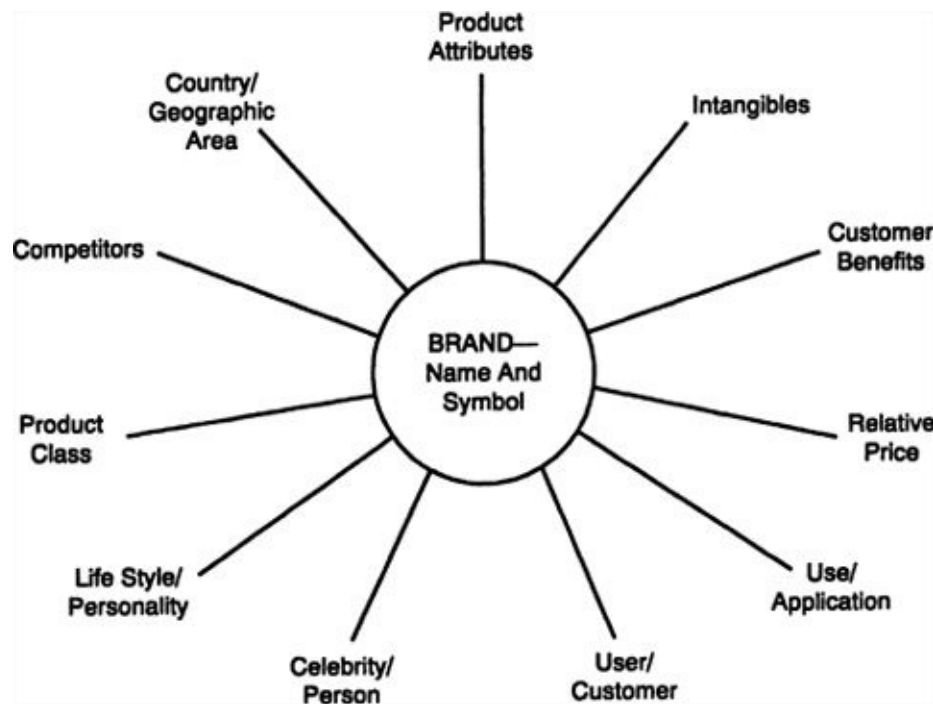 Product
Attributes
Intangibles
Customer
Benefits
Relative
Price
Use/
Application
User/
Customer
Celebrity/
Person
Life Style/
Personality
Product
Class
Competitors
Country/
Geographic
Area
BRAND—
Name And
Symbol